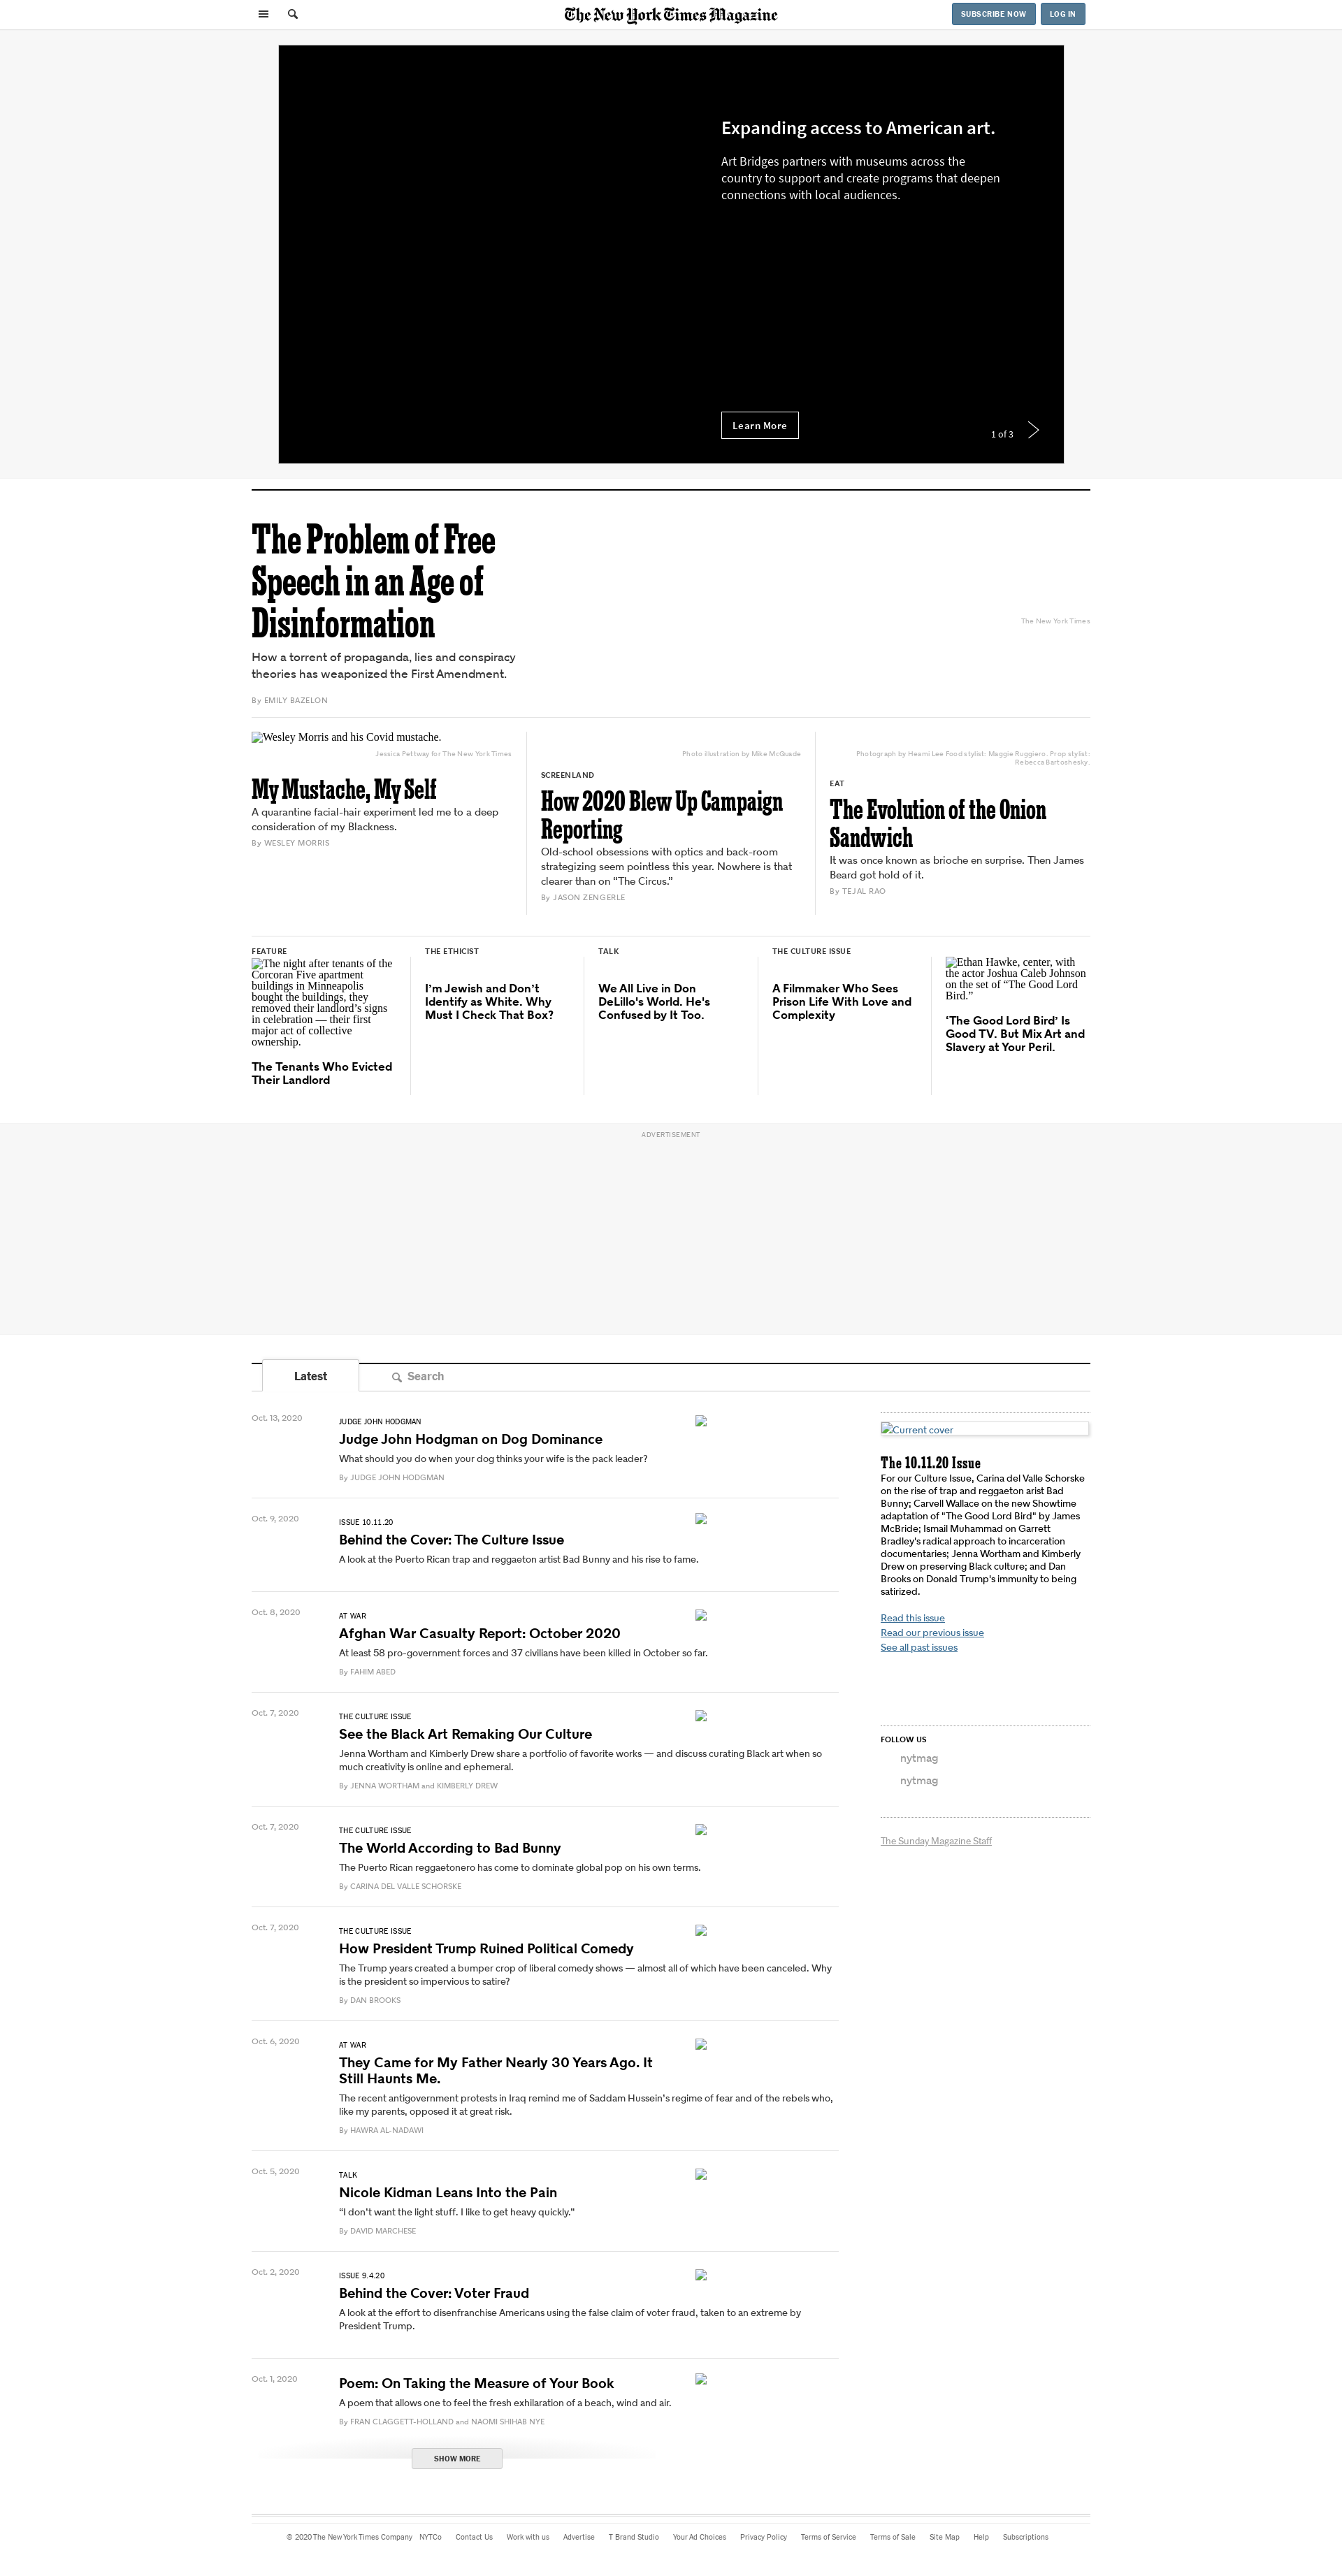 The New York Times Magazine
SUBSCRIBE NOW
LOG IN
Expanding access to American art.
Art Bridges partners with museums across the
country to support and create programs that deepen
connections with local audiences.
Learn More
1 of 3
The Problem of Free
Speech in an Age of
Disinformation
The New York Times
How a torrent of propaganda, lies and conspiracy
theories has weaponized the First Amendment.
By EMILY BAZELON
Wesley Morris and his Covid mustache.
Jessica Pettway for The New York Times
My Mustache, My Self
A quarantine facial-hair experiment led me to a deep
consideration of my Blackness.
By WESLEY MORRIS
Photo illustration by Mike McQuade
SCREENLAND
How 2020 Blew Up Campaign
Reporting
Old-school obsessions with optics and back-room
strategizing seem pointless this year. Nowhere is that
clearer than on “The Circus.”
By JASON ZENGERLE
Photograph by Heami Lee Food stylist: Maggie Ruggiero. Prop stylist:
Rebecca Bartoshesky.
EAT
The Evolution of the Onion
Sandwich
It was once known as brioche en surprise. Then James
Beard got hold of it.
By TEJAL RAO
FEATURE
The night after tenants of the
Corcoran Five apartment
buildings in Minneapolis
bought the buildings, they
removed their landlord’s signs
in celebration — their first
major act of collective
ownership.
The Tenants Who Evicted
Their Landlord
THE ETHICIST
I’m Jewish and Don’t
Identify as White. Why
Must I Check That Box?
TALK
We All Live in Don
DeLillo's World. He's
Confused by It Too.
THE CULTURE ISSUE
A Filmmaker Who Sees
Prison Life With Love and
Complexity
Ethan Hawke, center, with
the actor Joshua Caleb Johnson
on the set of “The Good Lord
Bird.”
‘The Good Lord Bird’ Is
Good TV. But Mix Art and
Slavery at Your Peril.
ADVERTISEMENT
Latest
Search
Oct. 13, 2020
JUDGE JOHN HODGMAN
Judge John Hodgman on Dog Dominance
What should you do when your dog thinks your wife is the pack leader?
By JUDGE JOHN HODGMAN
Oct. 9, 2020
ISSUE 10.11.20
Behind the Cover: The Culture Issue
A look at the Puerto Rican trap and reggaeton artist Bad Bunny and his rise to fame.
Oct. 8, 2020
AT WAR
Afghan War Casualty Report: October 2020
At least 58 pro-government forces and 37 civilians have been killed in October so far.
By FAHIM ABED
Oct. 7, 2020
THE CULTURE ISSUE
See the Black Art Remaking Our Culture
Jenna Wortham and Kimberly Drew share a portfolio of favorite works — and discuss curating Black art when so
much creativity is online and ephemeral.
By JENNA WORTHAM and KIMBERLY DREW
Oct. 7, 2020
THE CULTURE ISSUE
The World According to Bad Bunny
The Puerto Rican reggaetonero has come to dominate global pop on his own terms.
By CARINA DEL VALLE SCHORSKE
Oct. 7, 2020
THE CULTURE ISSUE
How President Trump Ruined Political Comedy
The Trump years created a bumper crop of liberal comedy shows — almost all of which have been canceled. Why
is the president so impervious to satire?
By DAN BROOKS
Oct. 6, 2020
AT WAR
They Came for My Father Nearly 30 Years Ago. It
Still Haunts Me.
The recent antigovernment protests in Iraq remind me of Saddam Hussein’s regime of fear and of the rebels who,
like my parents, opposed it at great risk.
By HAWRA AL-NADAWI
Oct. 5, 2020
TALK
Nicole Kidman Leans Into the Pain
“I don’t want the light stuff. I like to get heavy quickly.”
By DAVID MARCHESE
Oct. 2, 2020
ISSUE 9.4.20
Behind the Cover: Voter Fraud
A look at the effort to disenfranchise Americans using the false claim of voter fraud, taken to an extreme by
President Trump.
Oct. 1, 2020
Poem: On Taking the Measure of Your Book
A poem that allows one to feel the fresh exhilaration of a beach, wind and air.
By FRAN CLAGGETT-HOLLAND and NAOMI SHIHAB NYE
SHOW MORE
Current cover
The 10.11.20 Issue
For our Culture Issue, Carina del Valle Schorske
on the rise of trap and reggaeton arist Bad
Bunny; Carvell Wallace on the new Showtime
adaptation of "The Good Lord Bird" by James
McBride; Ismail Muhammad on Garrett
Bradley's radical approach to incarceration
documentaries; Jenna Wortham and Kimberly
Drew on preserving Black culture; and Dan
Brooks on Donald Trump's immunity to being
satirized.
Read this issue
Read our previous issue
See all past issues
FOLLOW US
nytmag
nytmag
The Sunday Magazine Staff
© 2020 The New York Times Company NYTCo Contact Us Work with us Advertise T Brand Studio Your Ad Choices Privacy Policy Terms of Service Terms of Sale Site Map Help Subscriptions